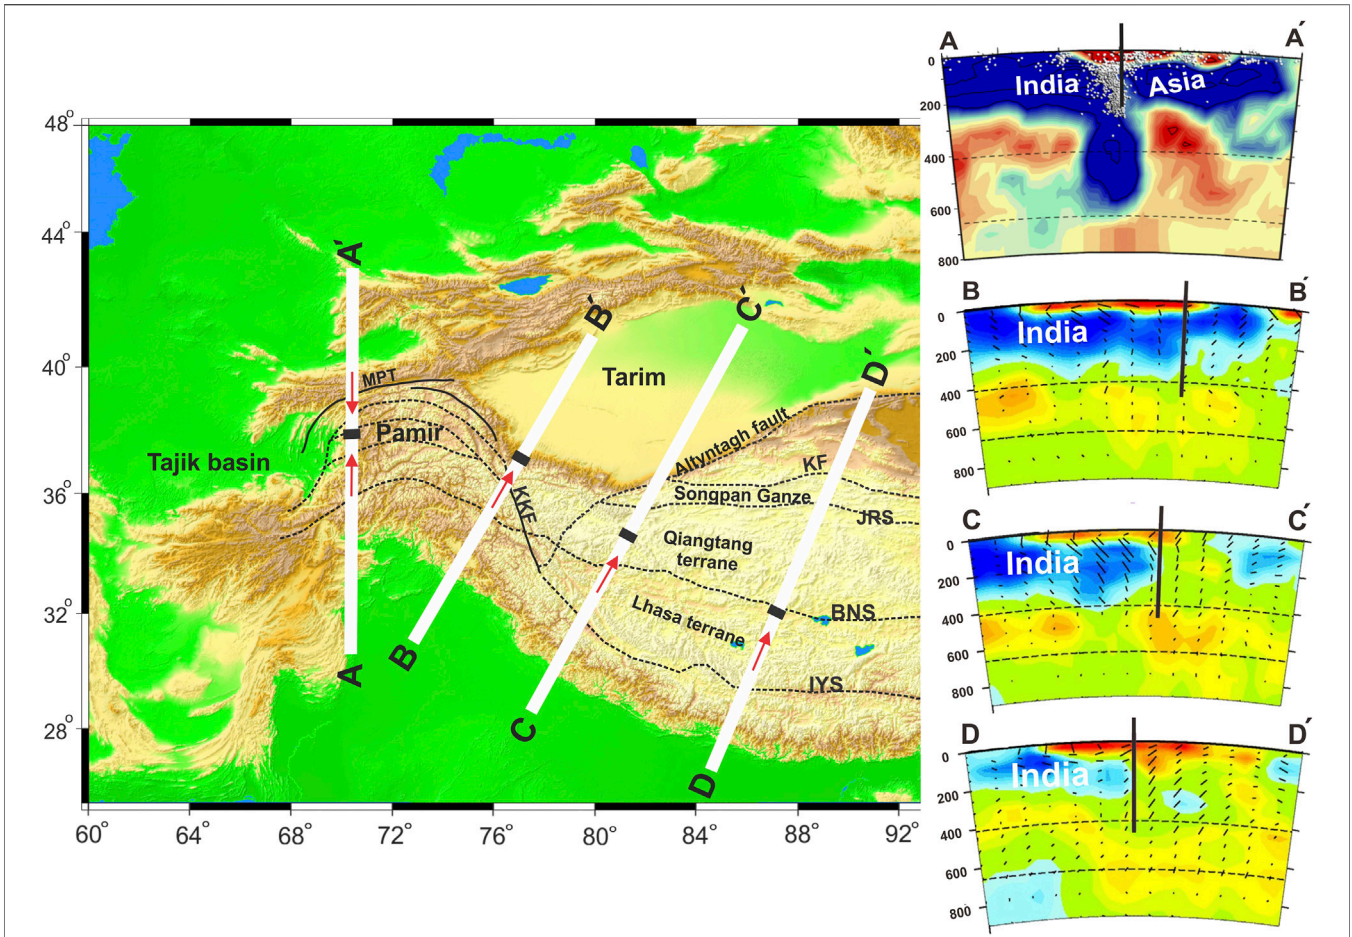 48°
44°
40°
36°
32°
28°
60°
64°
68°
72°
76°
80°
84°
88°
92°
A´
B´
C´
D´
MPT
Pamir
Tarim
Tajik basin
KKF
Altyntagh fault
KF
Songpan Ganze
JRS
Qiangtang
terrane
Lhasa terrane
BNS
IYS
A
B
C
D
A
A´
India
Asia
0
200
400
600
800
B
B´
India
0
200
400
600
800
C
C´
India
0
200
400
600
800
D
D´
India
0
200
400
600
800